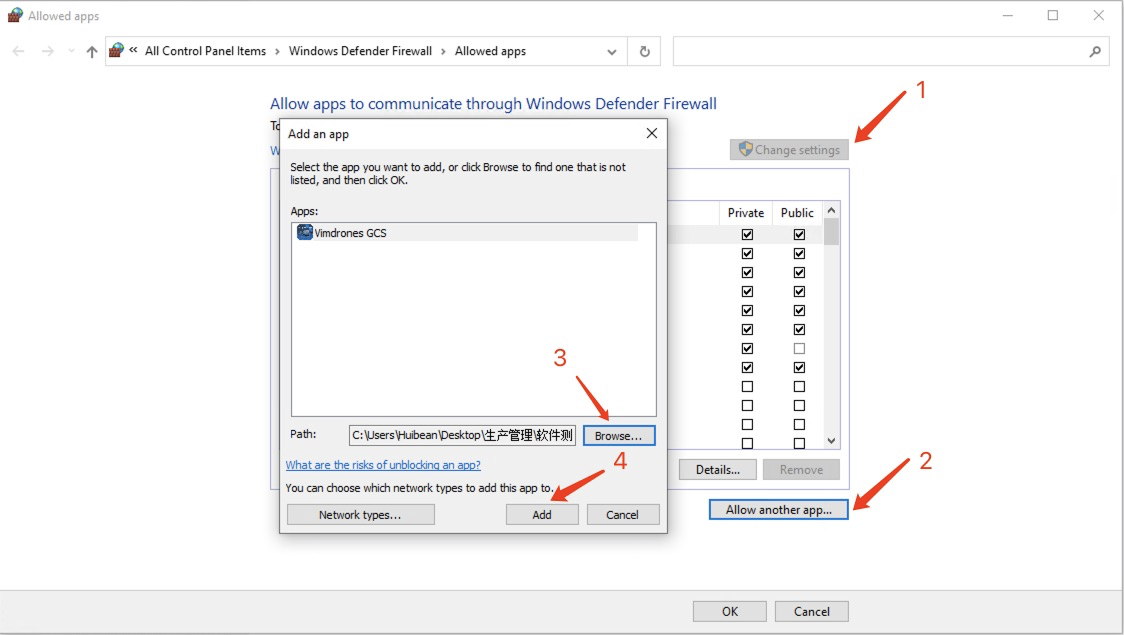 Allowed apps
« All Control Panel Items > Windows Defender Firewall > Allowed apps
1
Allow apps to communicate through Windows Defender Firewall
To
W
Change settings
Add an app
Select the app you want to add, or click Browse to find one that is not
listed, and then click OK.
Apps:
Vimdrones GCS
Private Public
3
Path: C:\Users\Huibean\Desktop\生产管理\软件测 Browse...
4
What are the risks of unblocking an app?
You can choose which network types to add this app to.
Network types... Add Cancel
Details... Remove
2
Allow another app...
OK Cancel